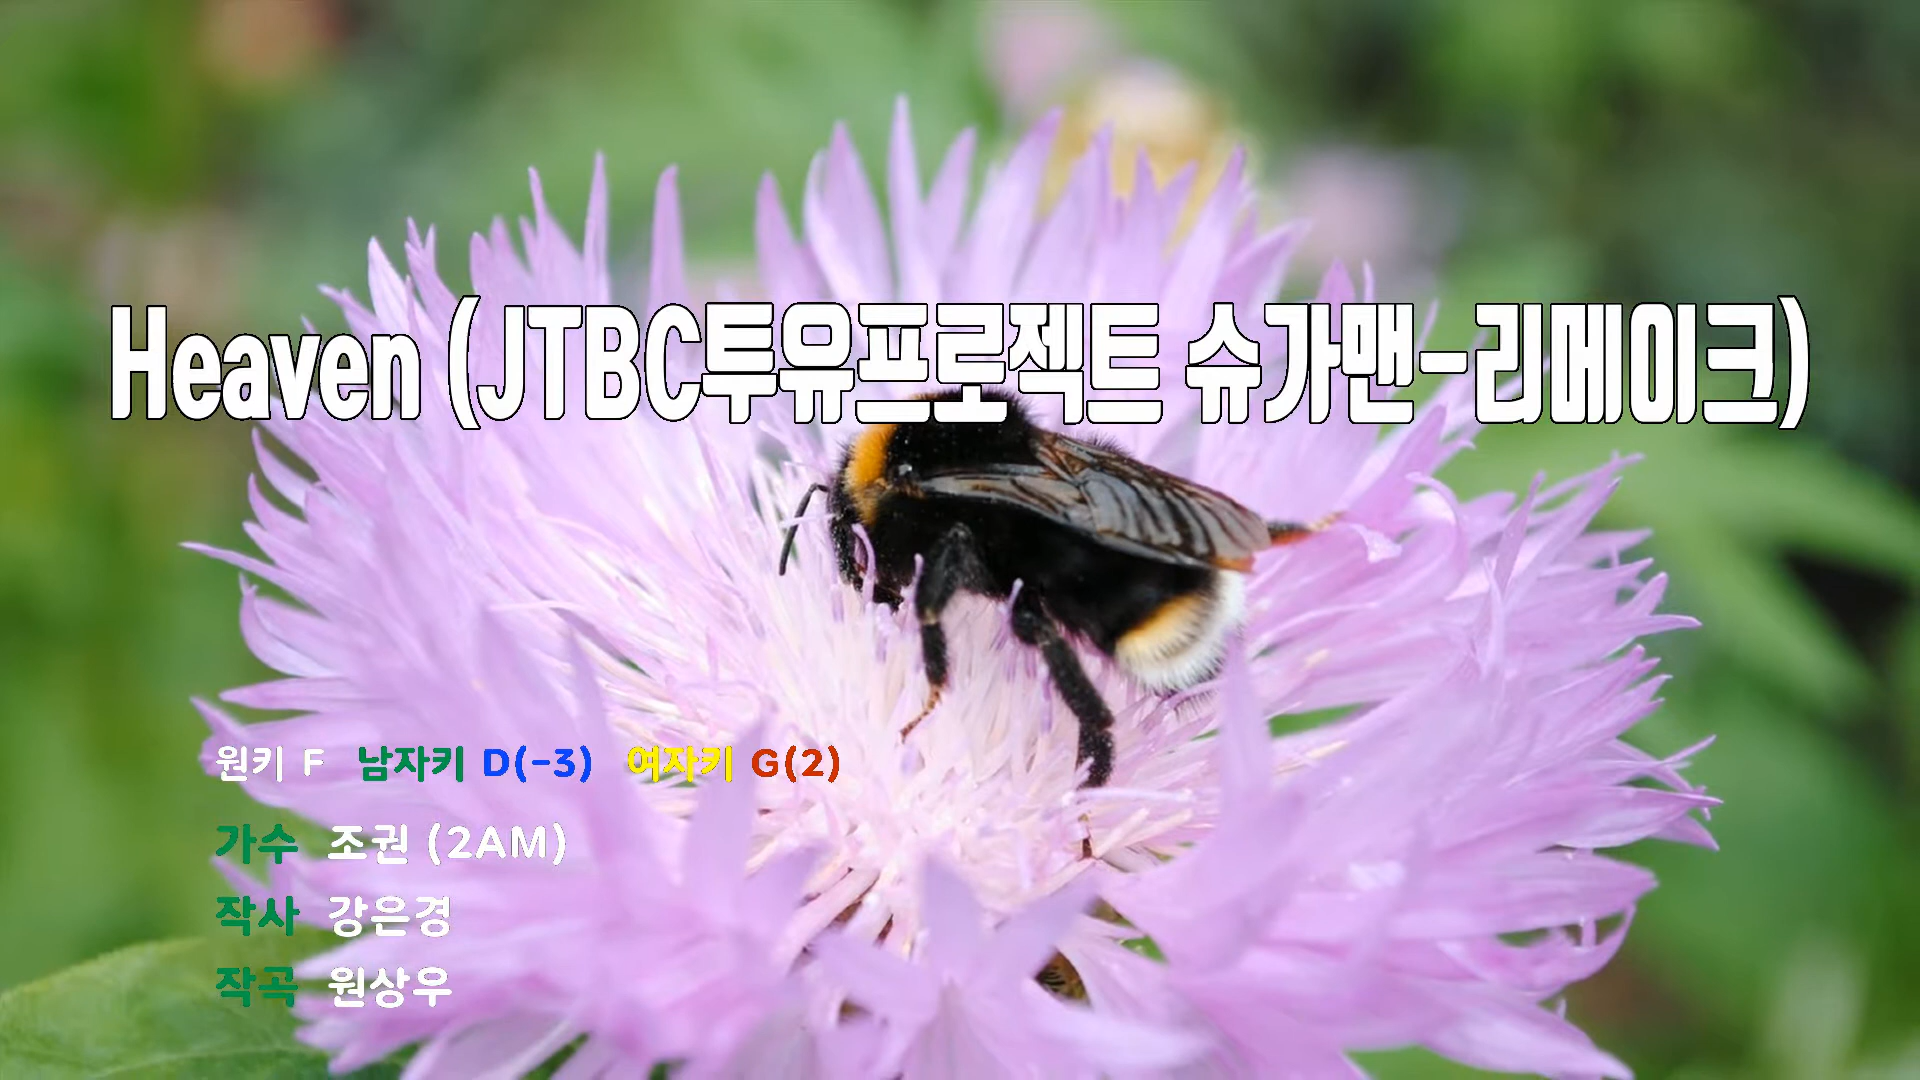 Heaven (JTBC투유프로젝트 슈가맨-리메이크)
원키 F 남자키 D(-3) 여자키 G(2)
가수 조권 (2AM)
작사 강은경
작곡 원상우